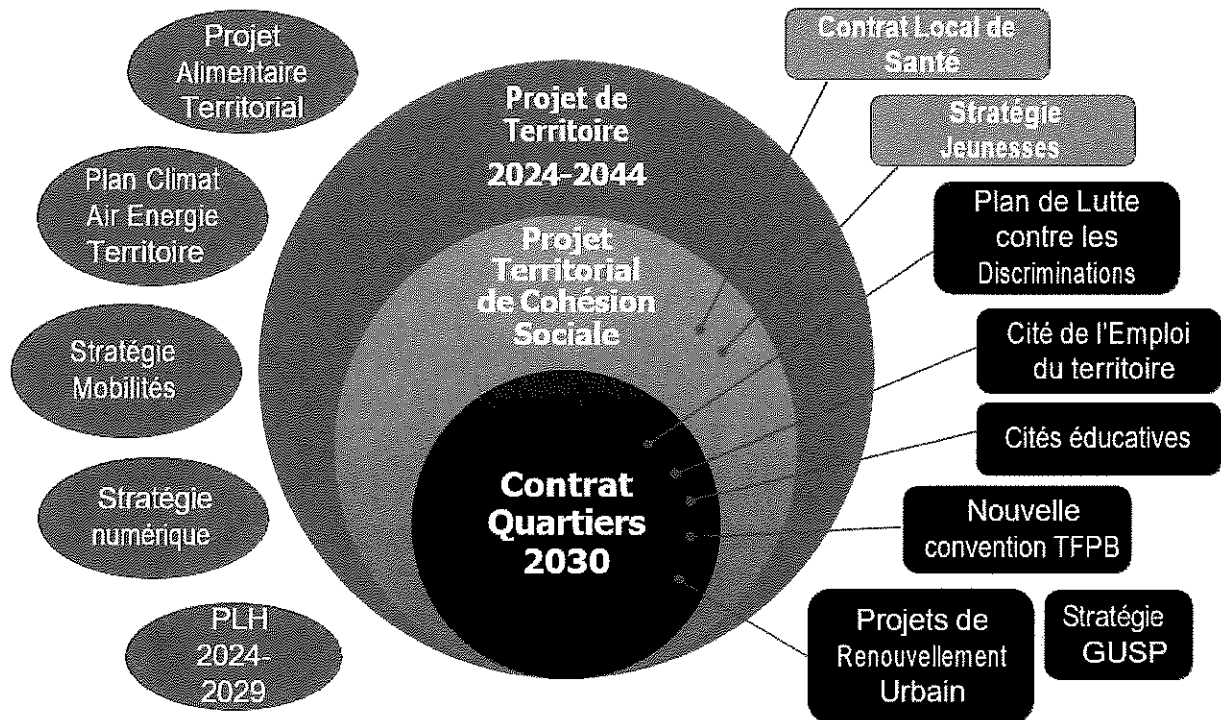 Projet
Alimentaire
Territorial
Plan Climat
Air Energie
Territoire
Stratégie
Mobilités
Stratégie
numérique
PLH
2024-
2029
Projet de
Territoire
2024-2044
Projet
Territorial
de Cohésion
Sociale
Contrat
Quartiers
2030
Contrat Local de
Santé
Stratégie
Jeunesses
Plan de Lutte
contre les
Discriminations
Cité de l'Emploi
du territoire
Cités éducatives
Nouvelle
convention TFPB
Projets de
Renouvellement
Urbain
Stratégie
GUSP